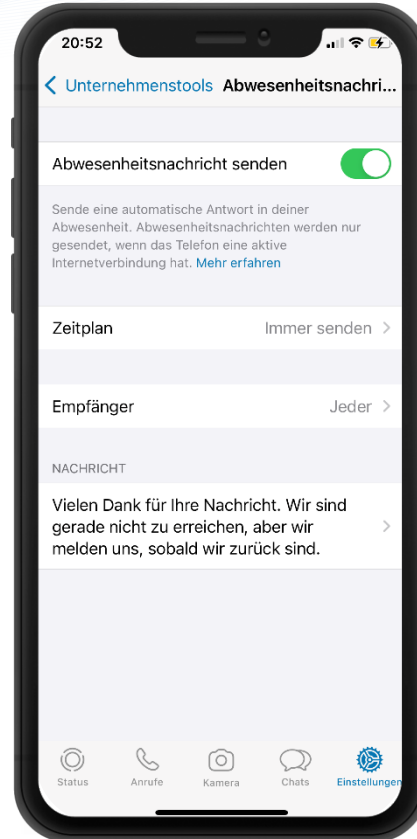 20:52
Unternehmenstools Abwesenheitsnachri...
Abwesenheitsnachricht senden
Sende eine automatische Antwort in deiner
Abwesenheit. Abwesenheitsnachrichten werden nur
gesendet, wenn das Telefon eine aktive
Internetverbindung hat. Mehr erfahren
Zeitplan Immer senden
Empfänger Jeder
NACHRICHT
Vielen Dank für Ihre Nachricht. Wir sind
gerade nicht zu erreichen, aber wir
melden uns, sobald wir zurück sind.
Status Anrufe Kamera Chats Einstellungen